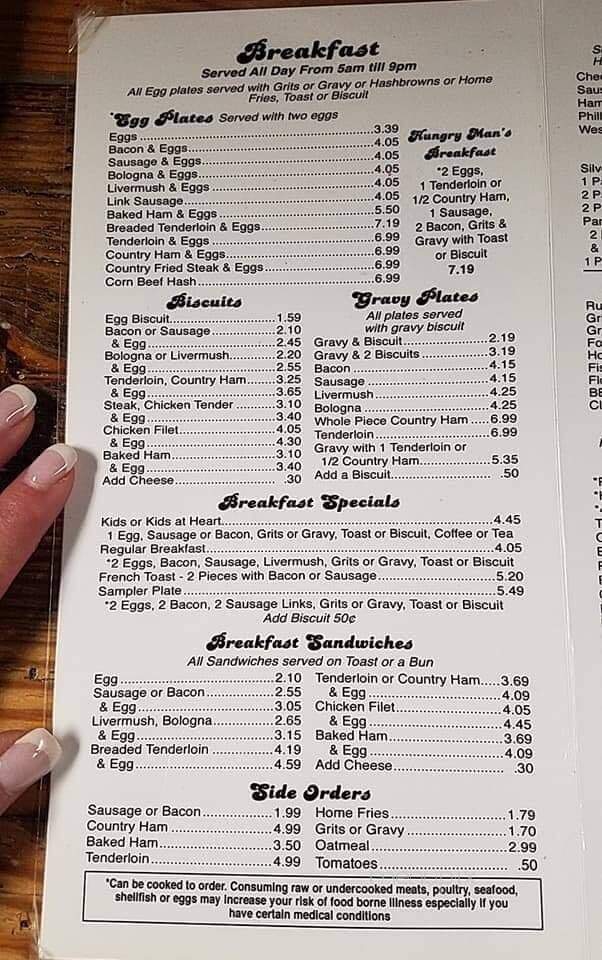 Breakfast
Served All Day From 5am till 9pm
All Egg plates served with Grits or Gravy or Hashbrowns or Home
Fries, Toast or Biscuit
*Egg Plates Served with two eggs
Eggs 3.39
Bacon & Eggs 4.05
Sausage & Eggs 4.05
Bologna & Eggs 4.05
Livermush & Eggs 4.05
Link Sausage 4.05
Baked Ham & Eggs 5.50
Breaded Tenderloin & Eggs 7.19
Tenderloin & Eggs 6.99
Country Ham & Eggs 6.99
Country Fried Steak & Eggs 6.99
Corn Beef Hash 6.99
Hungry Man's
Breakfast
*2 Eggs,
1 Tenderloin or
1/2 Country Ham,
1 Sausage,
2 Bacon, Grits &
Gravy with Toast
or Biscuit
7.19
Biscuits
Egg Biscuit 1.59
Bacon or Sausage 2.10
& Egg 2.45
Bologna or Livermush 2.20
& Egg 2.55
Tenderloin, Country Ham 3.25
& Egg 3.65
Steak, Chicken Tender 3.10
& Egg 3.40
Chicken Filet 4.05
& Egg 4.30
Baked Ham 3.10
& Egg 3.40
Add Cheese .30
Gravy Plates
All plates served
with gravy biscuit
Gravy & Biscuit 2.19
Gravy & 2 Biscuits 3.19
Bacon 4.15
Sausage 4.15
Livermush 4.25
Bologna 4.25
Whole Piece Country Ham 6.99
Tenderloin 6.99
Gravy with 1 Tenderloin or
1/2 Country Ham 5.35
Add a Biscuit .50
Breakfast Specials
Kids or Kids at Heart 4.45
1 Egg, Sausage or Bacon, Grits or Gravy, Toast or Biscuit, Coffee or Tea
Regular Breakfast 4.05
*2 Eggs, Bacon, Sausage, Livermush, Grits or Gravy, Toast or Biscuit
French Toast - 2 Pieces with Bacon or Sausage 5.20
Sampler Plate 5.49
*2 Eggs, 2 Bacon, 2 Sausage Links, Grits or Gravy, Toast or Biscuit
Add Biscuit 50¢
Breakfast Sandwiches
All Sandwiches served on Toast or a Bun
Egg 2.10
Sausage or Bacon 2.55
& Egg 3.05
Livermush, Bologna 2.65
& Egg 3.15
Breaded Tenderloin 4.19
& Egg 4.59
Tenderloin or Country Ham 3.69
& Egg 4.09
Chicken Filet 4.05
& Egg 4.45
Baked Ham 3.69
& Egg 4.09
Add Cheese .30
Side Orders
Sausage or Bacon 1.99
Country Ham 4.99
Baked Ham 3.50
Tenderloin 4.99
Home Fries 1.79
Grits or Gravy 1.70
Oatmeal 2.99
Tomatoes .50
*Can be cooked to order. Consuming raw or undercooked meats, poultry, seafood,
shellfish or eggs may increase your risk of food borne illness especially if you
have certain medical conditions